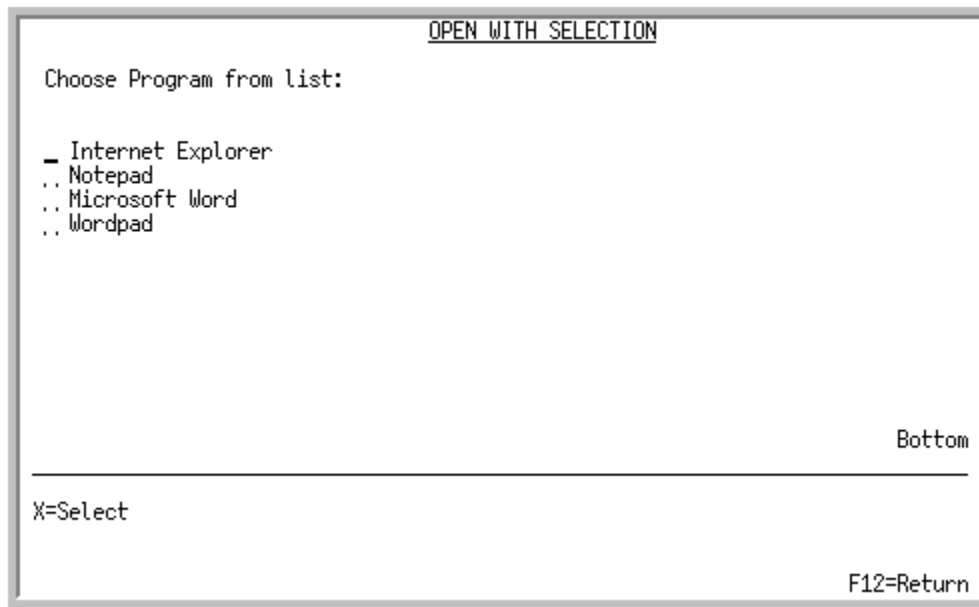 OPEN WITH SELECTION
Choose Program from list:
Internet Explorer
Notepad
Microsoft Word
Wordpad
Bottom
X=Select
F12=Return